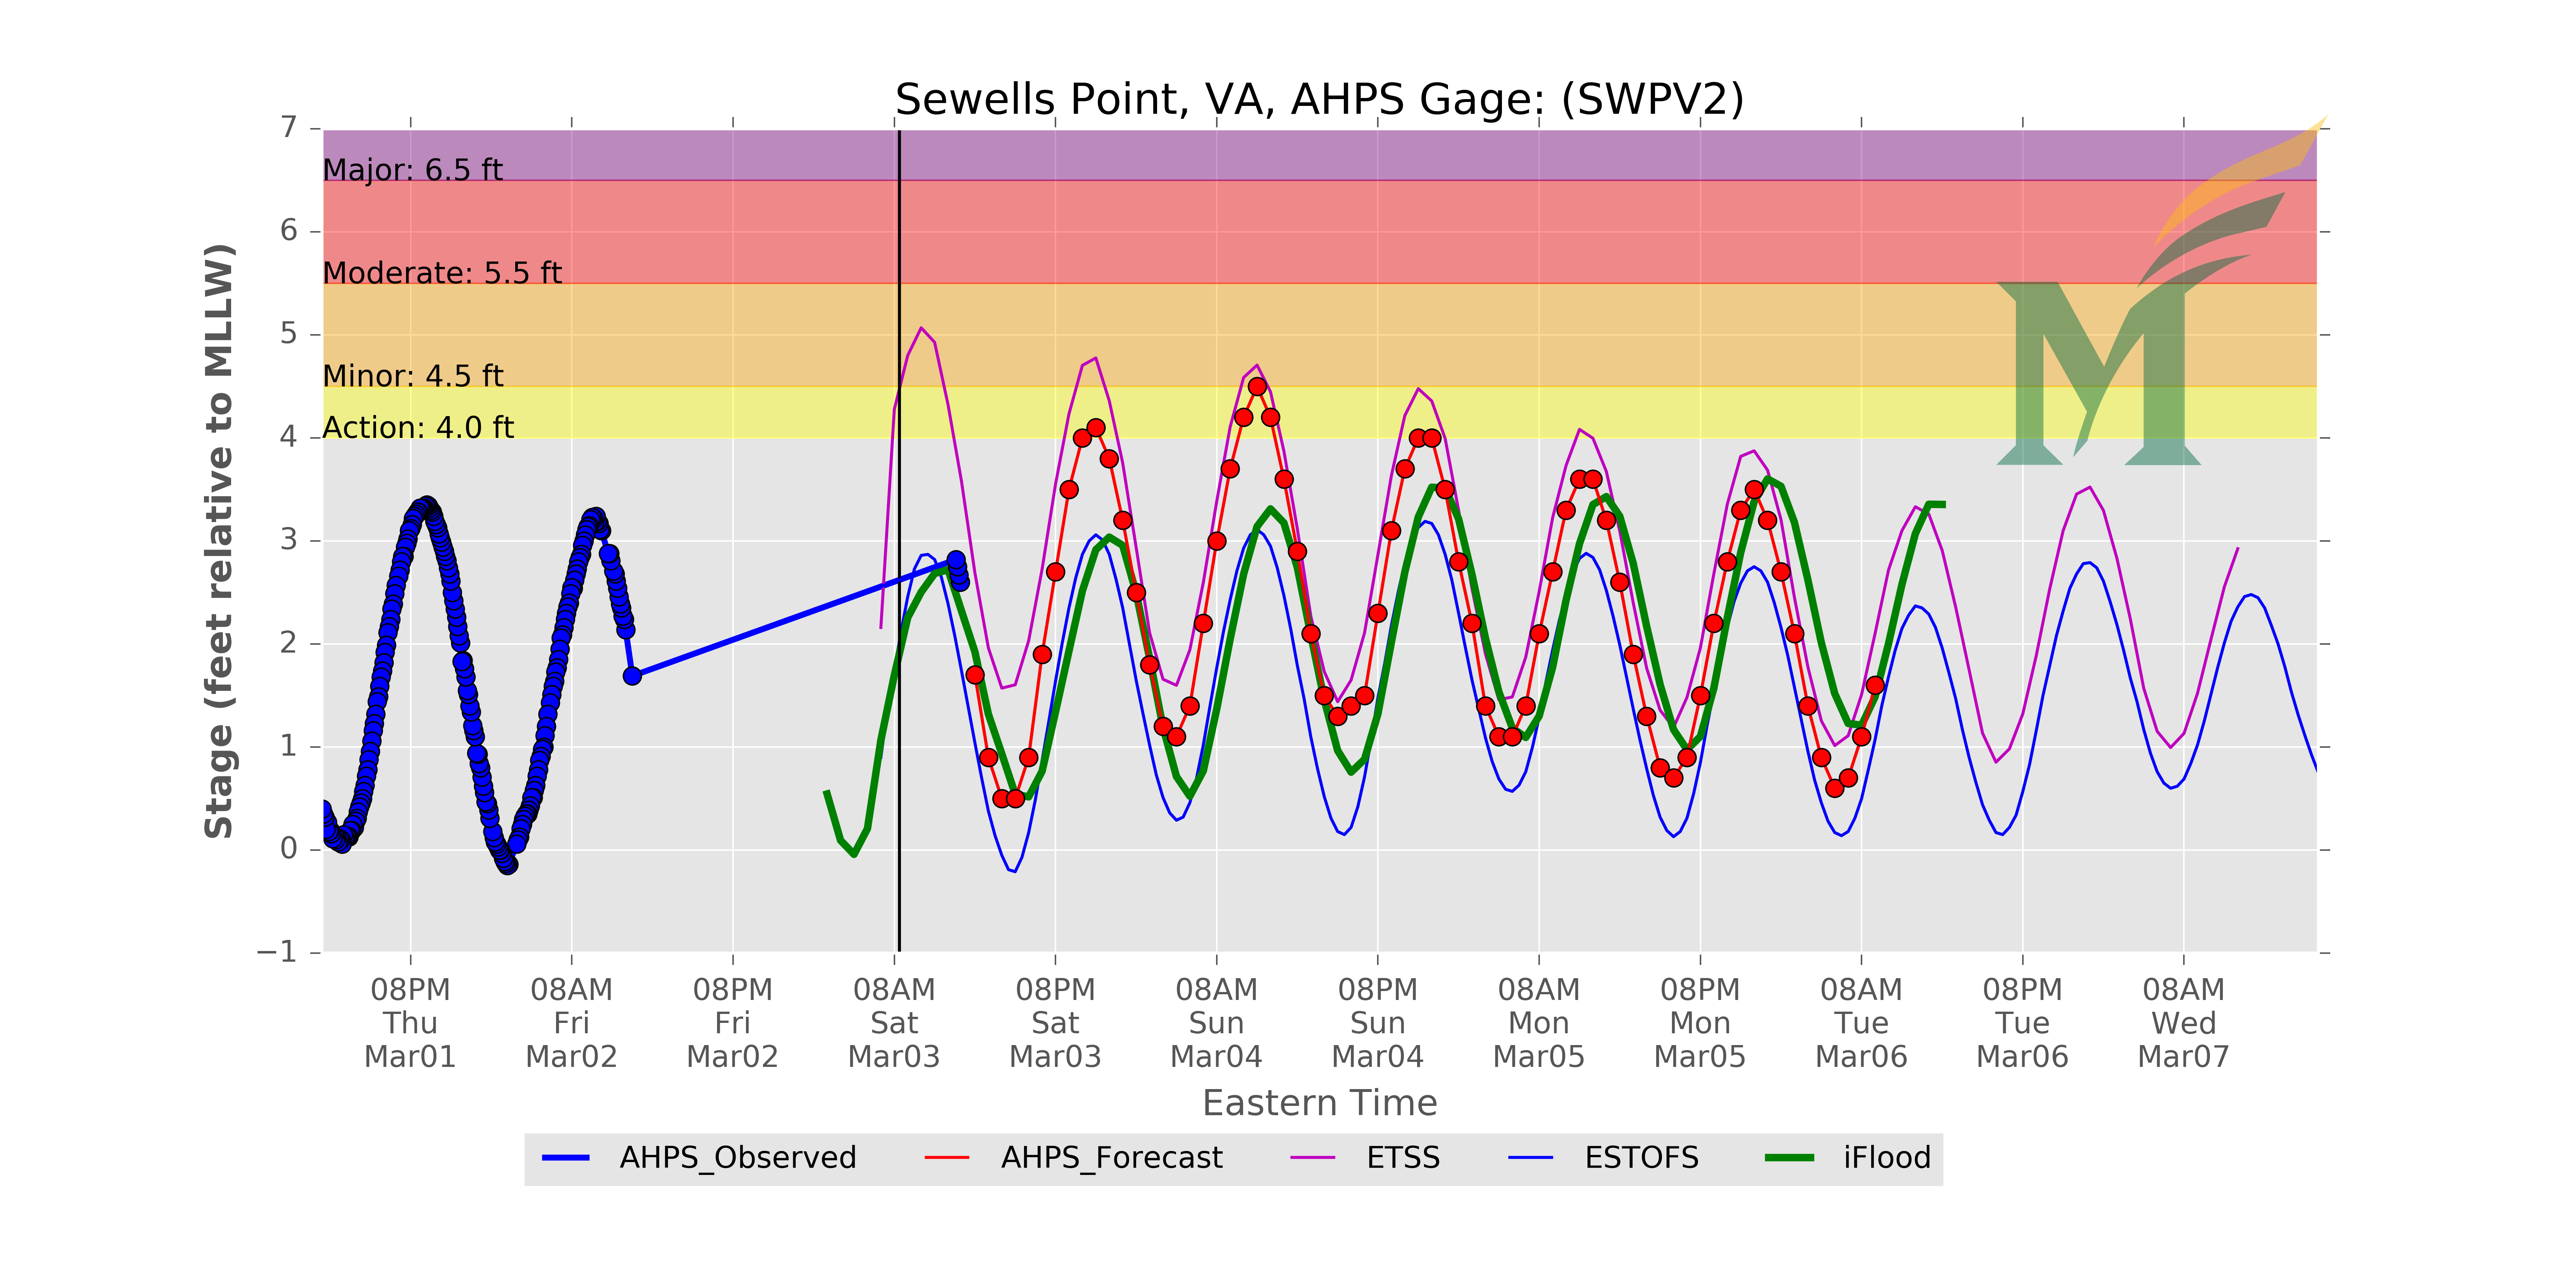 Sewells Point, VA, AHPS Gage: (SWPV2)
Stage (feet relative to MLLW)
7
6
5
4
3
2
1
0
−1
Major: 6.5 ft
Moderate: 5.5 ft
Minor: 4.5 ft
Action: 4.0 ft
M
08PM 08AM 08PM 08AM 08PM 08AM 08PM 08AM 08PM 08AM 08PM 08AM
Thu Fri Fri Sat Sat Sun Sun Mon Mon Tue Tue Wed
Mar01 Mar02 Mar02 Mar03 Mar03 Mar04 Mar04 Mar05 Mar05 Mar06 Mar06 Mar07
Eastern Time
AHPS_Observed AHPS_Forecast ETSS ESTOFS iFlood